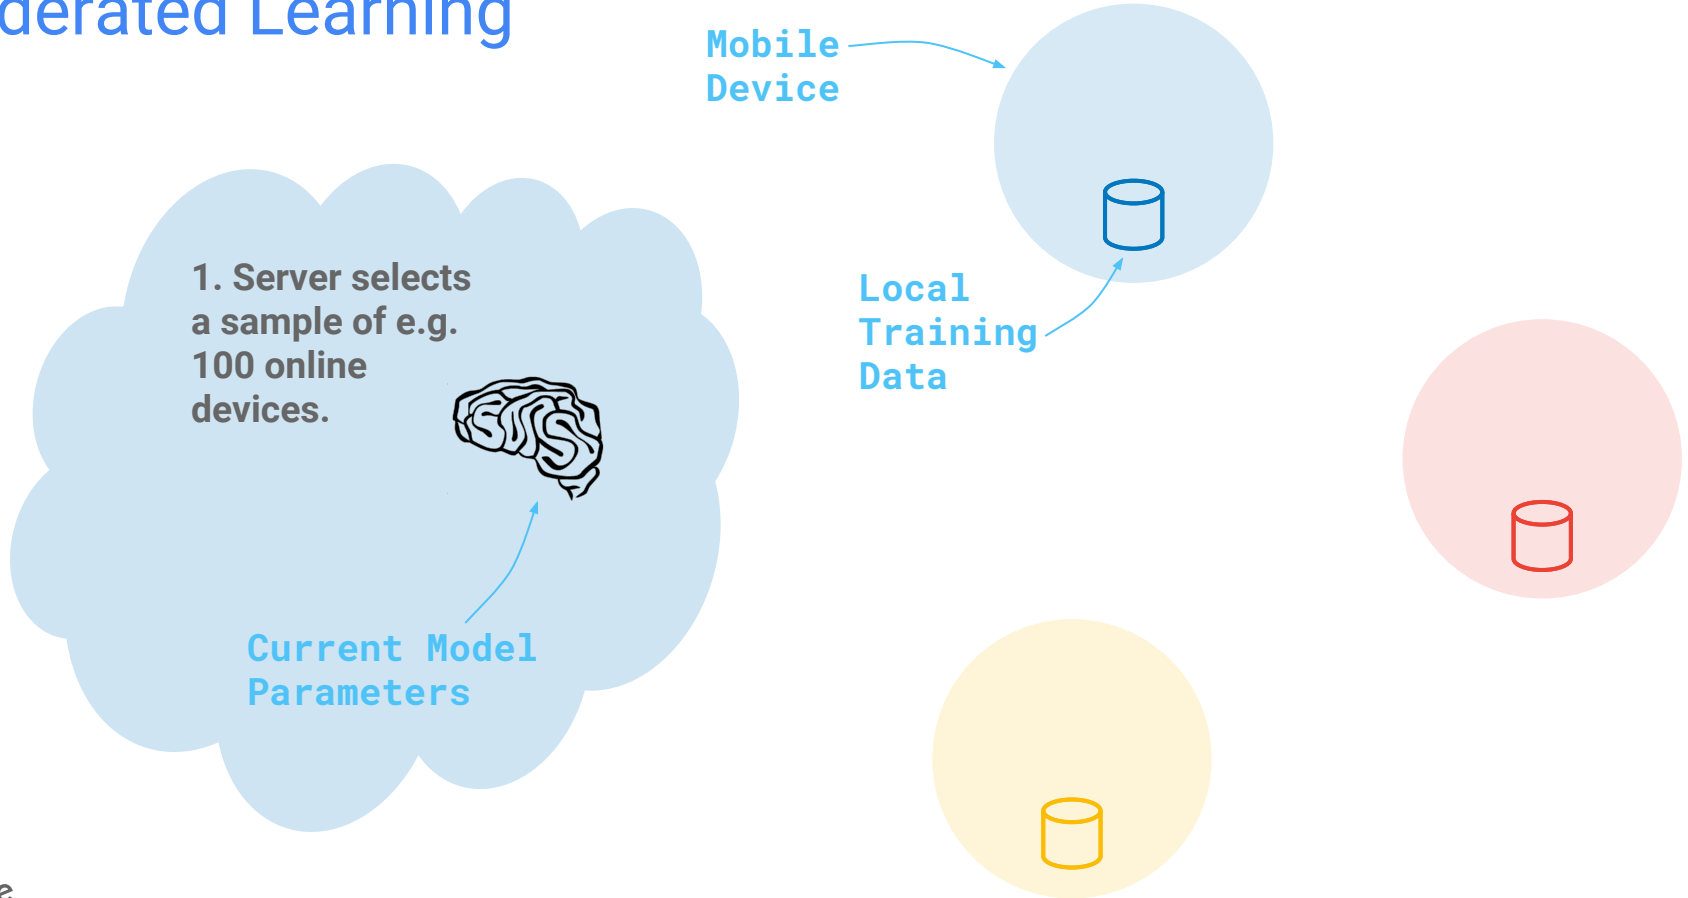 derated Learning
Mobile
Device
1. Server selects
a sample of e.g.
100 online
devices.
Local
Training
Data
Current Model
Parameters
e